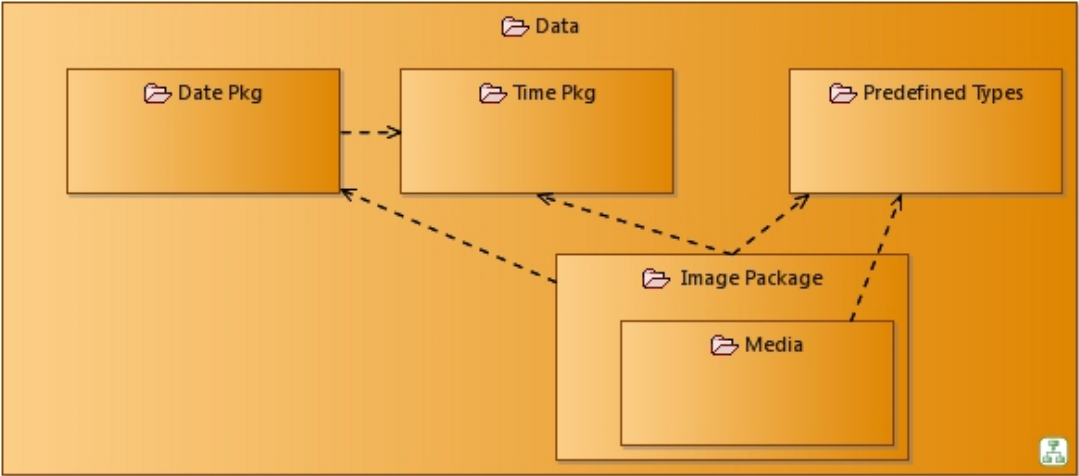 Data
Date Pkg
Time Pkg
Predefined Types
Image Package
Media